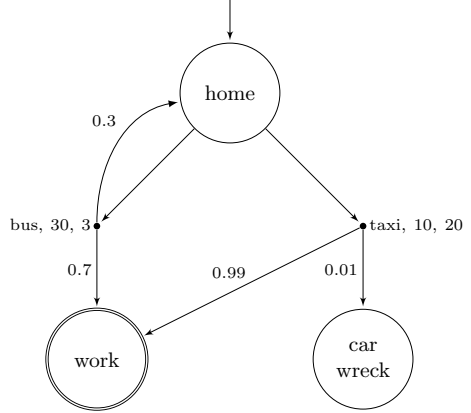 home
0.3
bus, 30, 3
taxi, 10, 20
0.7
0.99
0.01
work
car
wreck